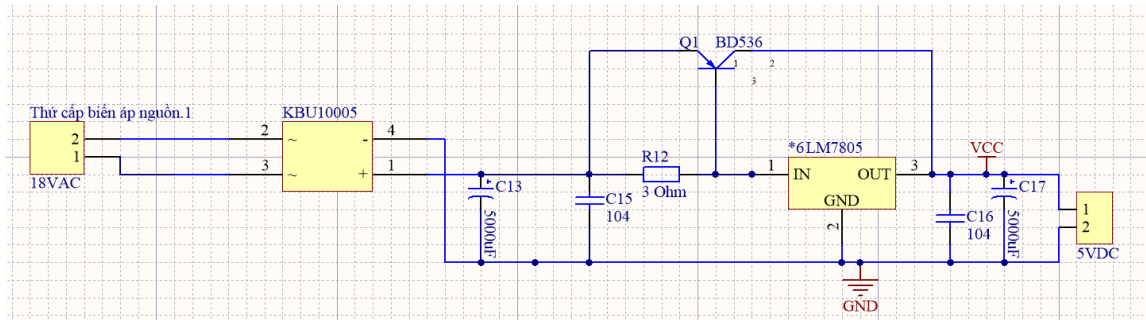 Q1 BD536
1 2
3
Thứ cấp biến áp nguồn.1
KBU10005
2
1
18VAC
2 ~ - 4
3 ~ + 1
C13
5000uF
C15
104
R12
3 Ohm
*6LM7805
1 IN OUT 3
GND
2
VCC
C16
104
C17
5000uF
1
2
5VDC
GND